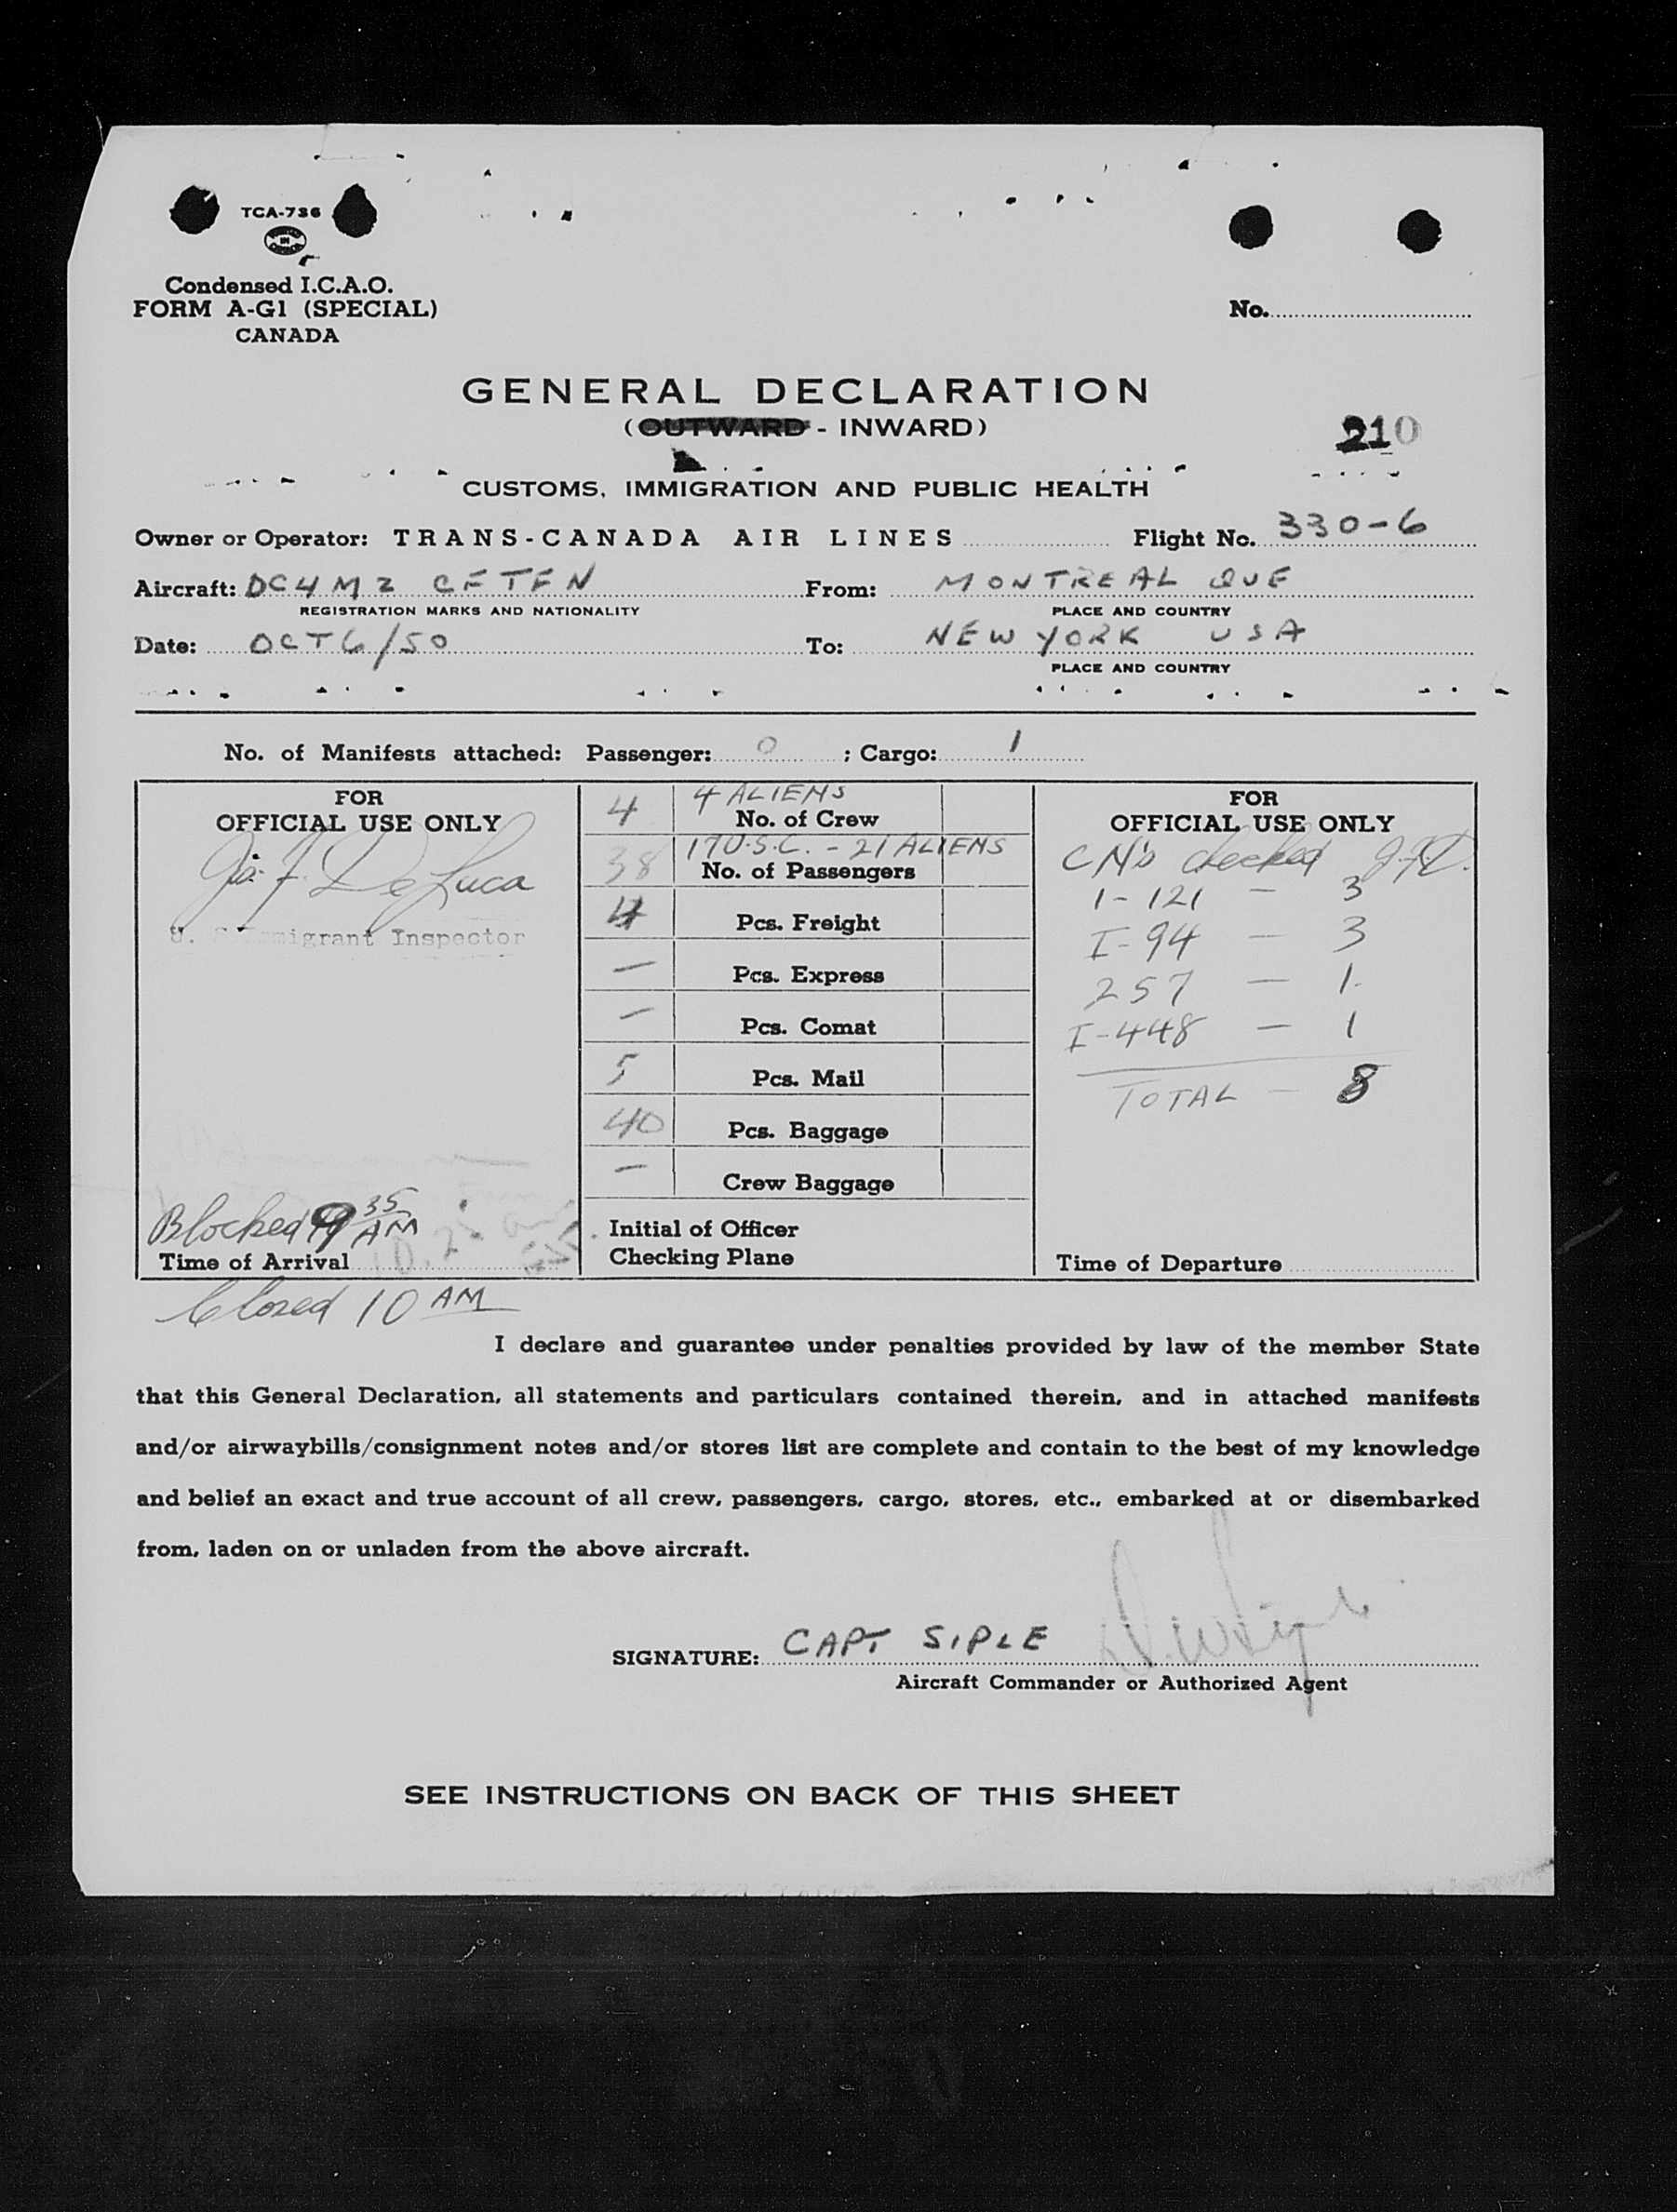 TCA-736
Condensed I.C.A.O.
FORM A-G1 (SPECIAL)
CANADA
No.
GENERAL DECLARATION
(OUTWARD - INWARD)
210
CUSTOMS, IMMIGRATION AND PUBLIC HEALTH
Owner or Operator: TRANS-CANADA AIR LINES Flight No. 330-6
Aircraft: DC4M2 CFTFN From: MONTREAL QUE
REGISTRATION MARKS AND NATIONALITY PLACE AND COUNTRY
Date: OCT 6/50 To: NEW YORK USA
PLACE AND COUNTRY
No. of Manifests attached: Passenger: 0 ; Cargo: 1
FOR
OFFICIAL USE ONLY
De Luca
Immigrant Inspector
Blocked 9 35 AM
Time of Arrival
Closed 10 AM
4 4 ALIENS
No. of Crew
38 17 U.S.C. - 21 ALIENS
No. of Passengers
4 Pcs. Freight
— Pcs. Express
— Pcs. Comat
5 Pcs. Mail
40 Pcs. Baggage
— Crew Baggage
Initial of Officer
Checking Plane
FOR
OFFICIAL USE ONLY
CN's checked
I-121 — 3
I-94 — 3
257 — 1
I-448 — 1
TOTAL — 8
Time of Departure
I declare and guarantee under penalties provided by law of the member State
that this General Declaration, all statements and particulars contained therein, and in attached manifests
and/or airwaybills/consignment notes and/or stores list are complete and contain to the best of my knowledge
and belief an exact and true account of all crew, passengers, cargo, stores, etc., embarked at or disembarked
from, laden on or unladen from the above aircraft.
SIGNATURE: CAPT SIPLE
Aircraft Commander or Authorized Agent
SEE INSTRUCTIONS ON BACK OF THIS SHEET